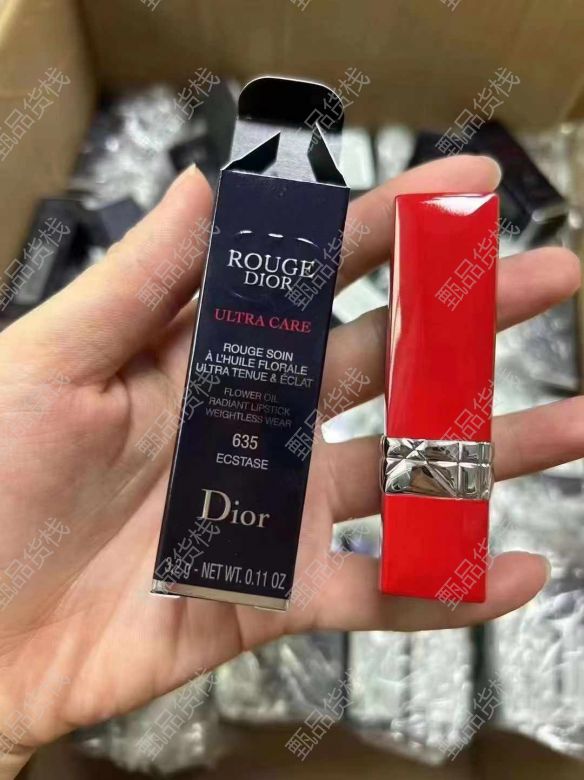 ROUGE
DIOR
ULTRA CARE
ROUGE SOIN
À L'HUILE FLORALE
ULTRA TENUE & ÉCLAT
FLOWER OIL
RADIANT LIPSTICK
WEIGHTLESS WEAR
635
ECSTASE
Dior
3.2 g - NET WT. 0.11 OZ
甄品货栈